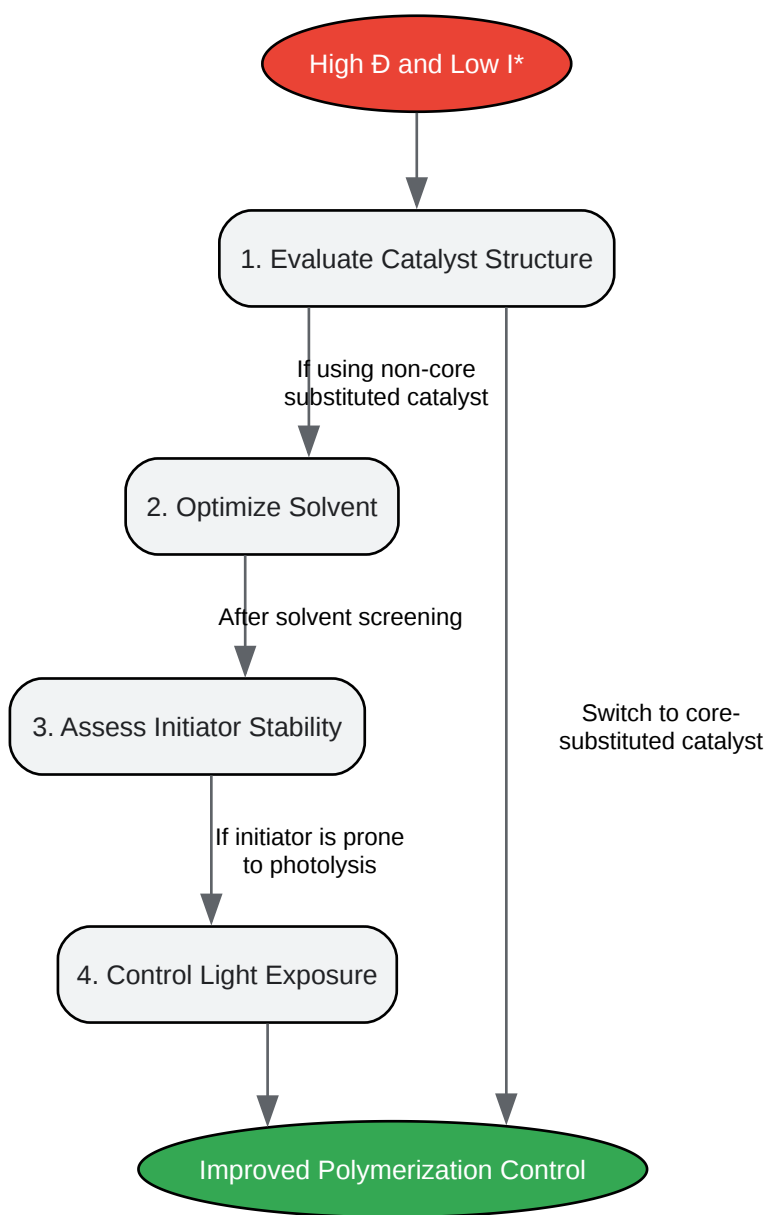 High Đ and Low I*
1. Evaluate Catalyst Structure
If using non-core
substituted catalyst
2. Optimize Solvent
After solvent screening
3. Assess Initiator Stability
Switch to core-
substituted catalyst
If initiator is prone
to photolysis
4. Control Light Exposure
Improved Polymerization Control